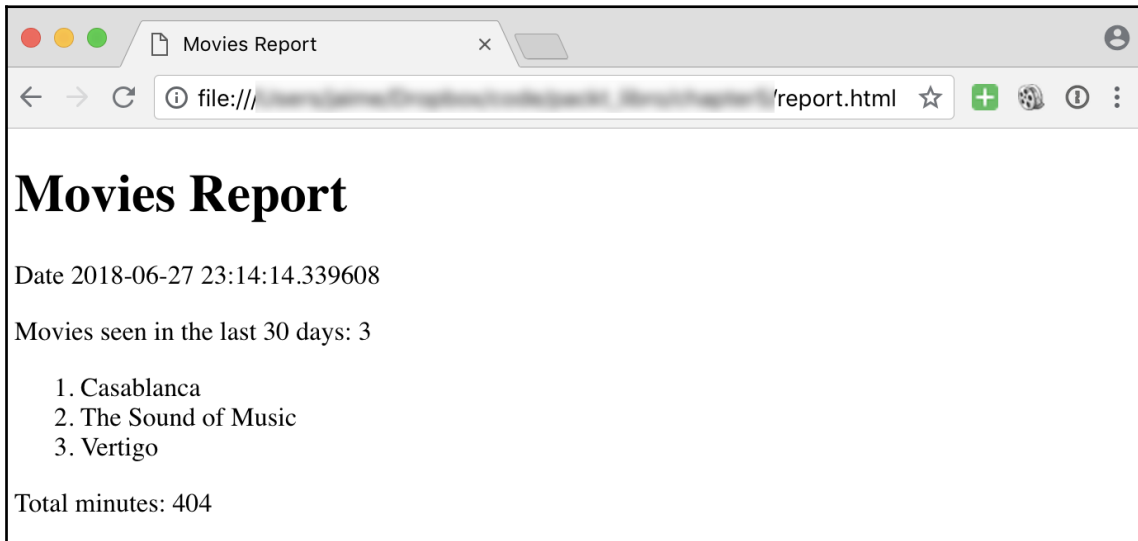 Movies Report
file:/// /report.html
Movies Report
Date 2018-06-27 23:14:14.339608
Movies seen in the last 30 days: 3
1. Casablanca
2. The Sound of Music
3. Vertigo
Total minutes: 404